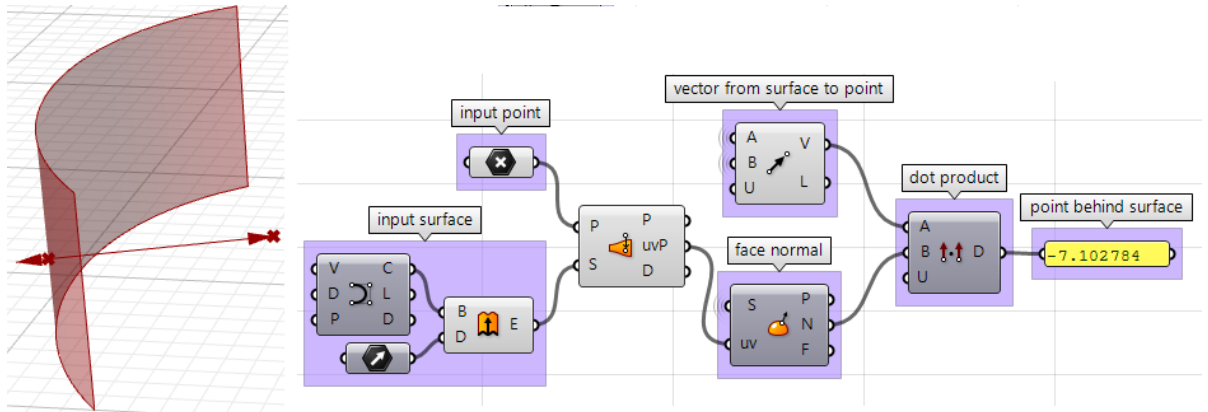 vector from surface to point
input point
A
B
U
V
L
dot product
point behind surface
input surface
P
S
P
uvP
D
face normal
A
B
U
D
-7.102784
V
D
P
C
L
D
B
D
E
S
uv
P
N
F